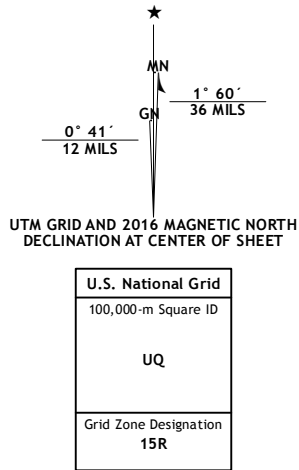 MN
1° 60´
36 MILS
GN
0° 41´
12 MILS
UTM GRID AND 2016 MAGNETIC NORTH
DECLINATION AT CENTER OF SHEET
U.S. National Grid
100,000-m Square ID
UQ
Grid Zone Designation
15R